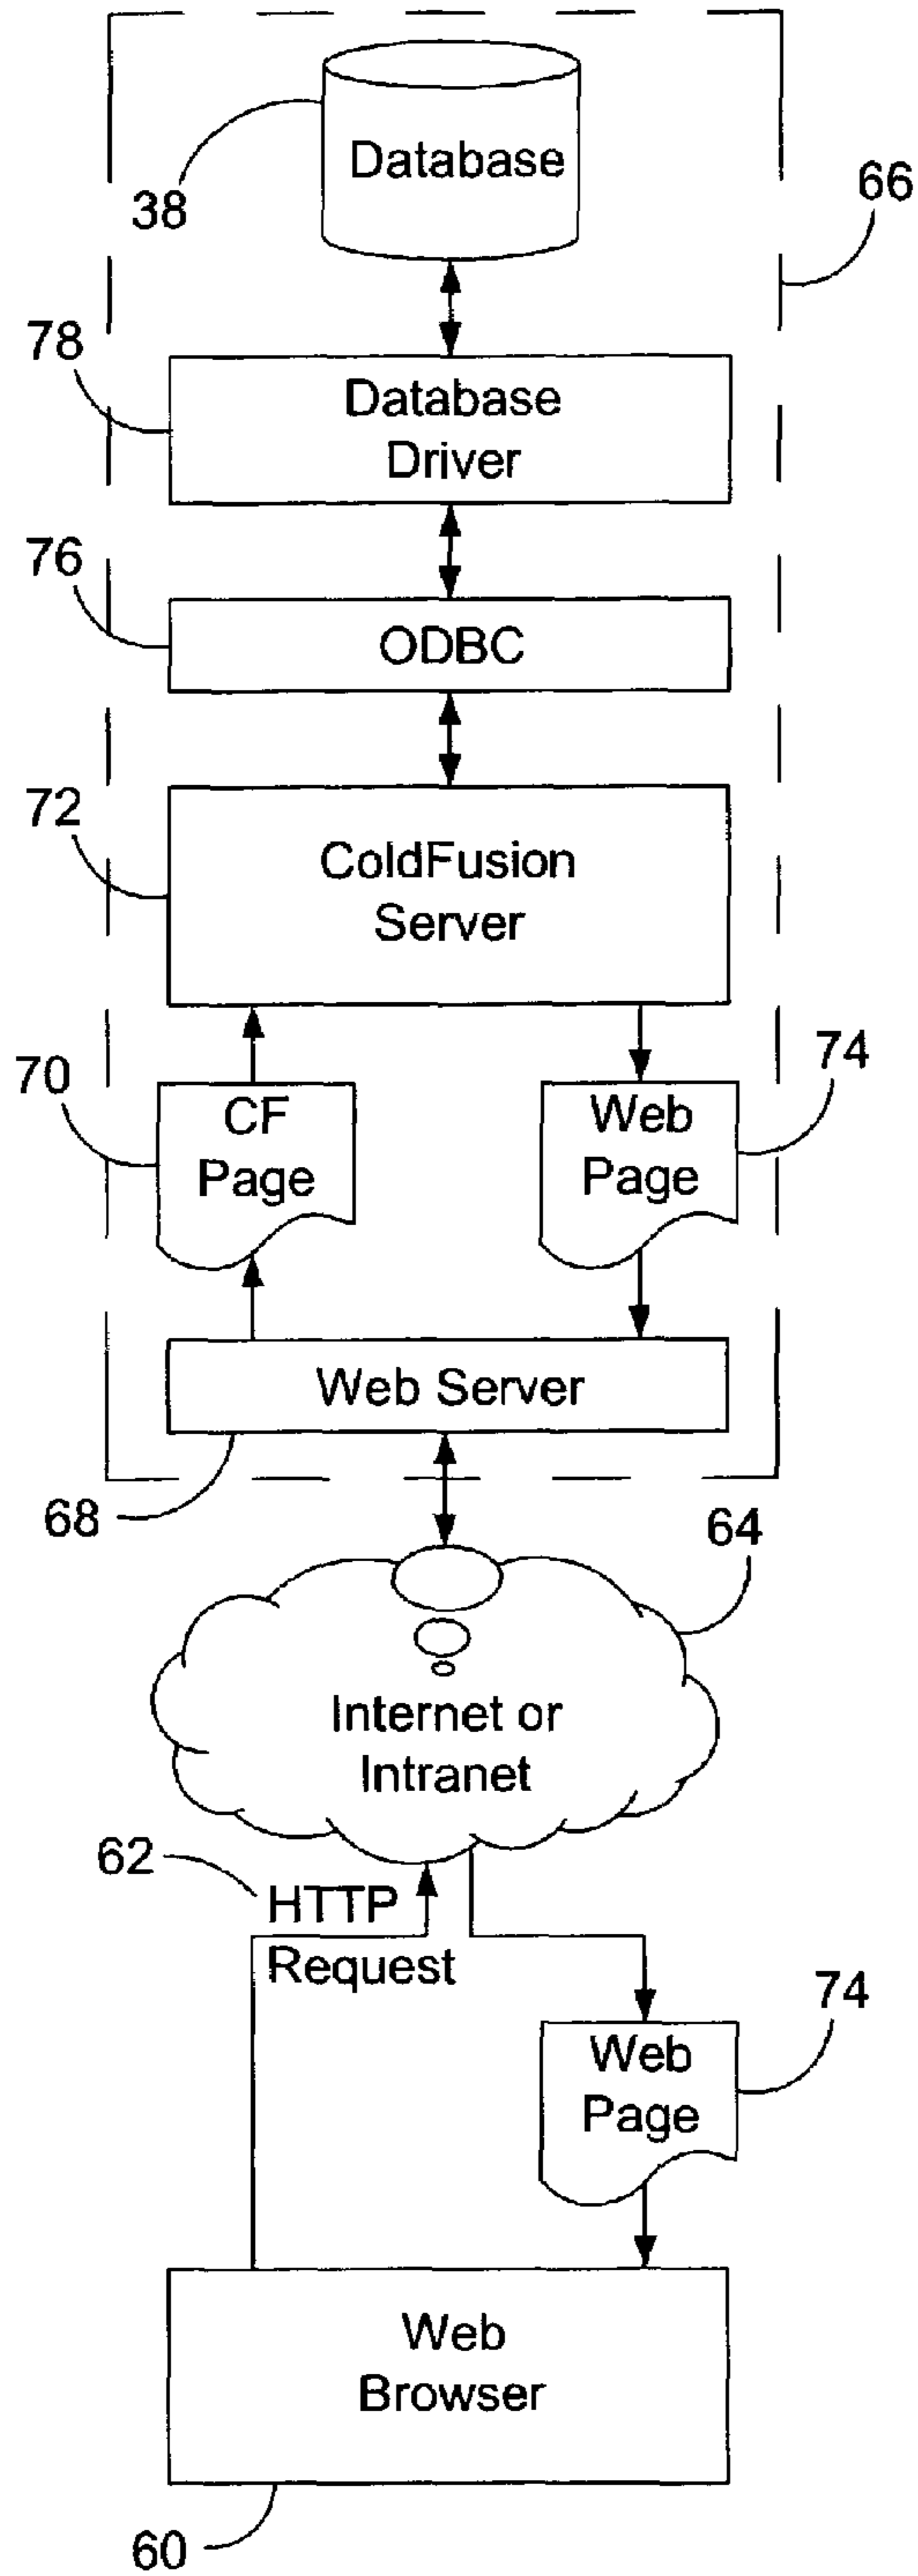 Database
38
66
78
Database
Driver
76
ODBC
72
ColdFusion
Server
70
CF
Page
Web
Page
74
Web Server
68
64
Internet or
Intranet
62
HTTP
Request
74
Web
Page
Web
Browser
60